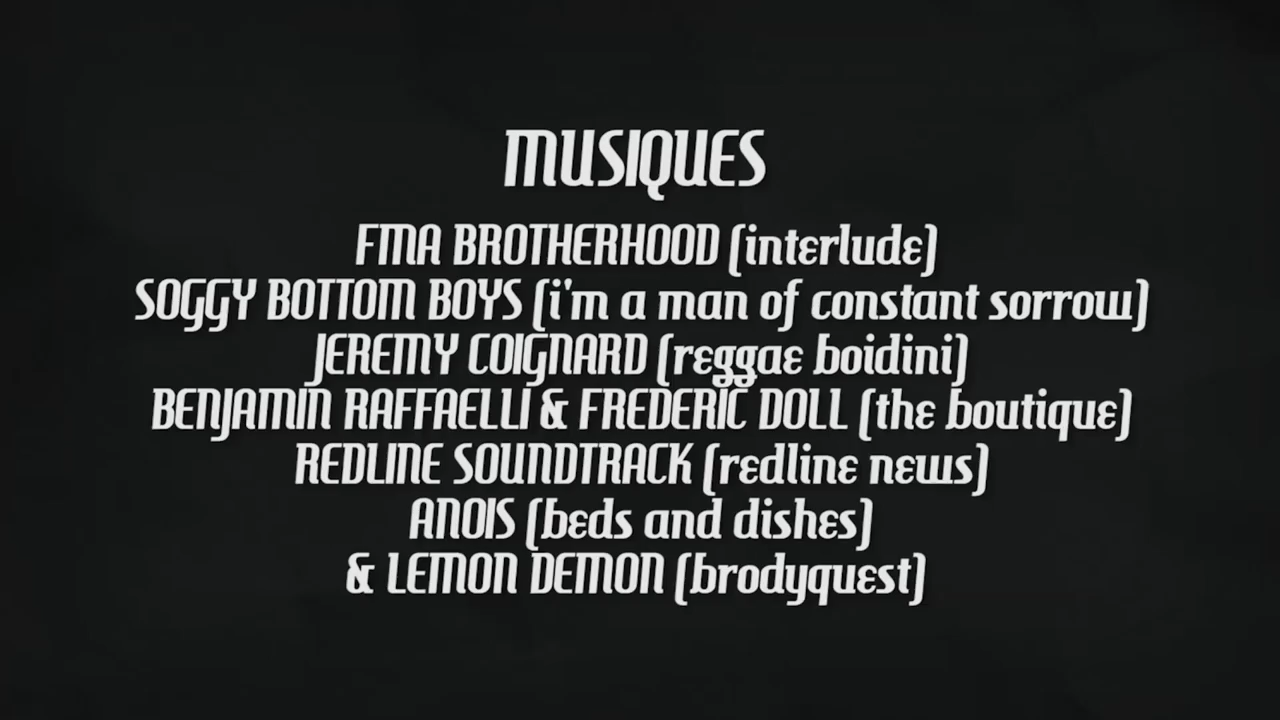 MUSIQUES
FMA BROTHERHOOD (interlude)
SOGGY BOTTOM BOYS (i'm a man of constant sorrow)
JEREMY COIGNARD (reggae boidini)
BENJAMIN RAFFAELLI & FREDERIC DOLL (the boutique)
REDLINE SOUNDTRACK (redline news)
ANOIS (beds and dishes)
& LEMON DEMON (brodyquest)